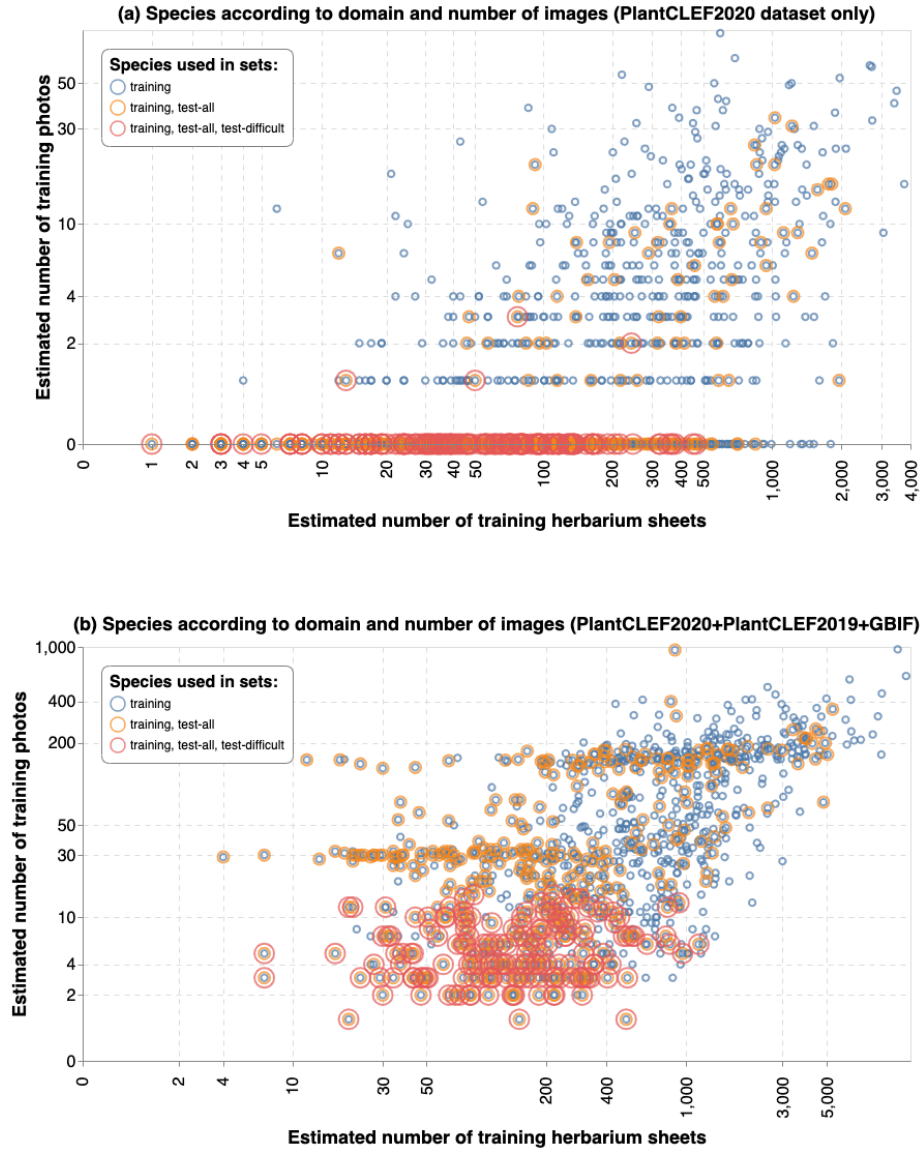 (a) Species according to domain and number of images (PlantCLEF2020 dataset only)
Species used in sets:
training
training, test-all
training, test-all, test-difficult
Estimated number of training photos
50
30
10
4
2
0
0 1 2 3 4 5 10 20 30 40 50 100 200 300 400 500 1,000 2,000 3,000 4,000
Estimated number of training herbarium sheets
(b) Species according to domain and number of images (PlantCLEF2020+PlantCLEF2019+GBIF)
Species used in sets:
training
training, test-all
training, test-all, test-difficult
Estimated number of training photos
1,000
400
200
50
30
10
4
2
0
0 2 4 10 30 50 200 400 1,000 3,000 5,000
Estimated number of training herbarium sheets